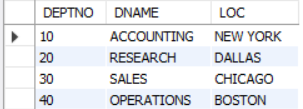 DEPTNO DNAME LOC
10 ACCOUNTING NEW YORK
20 RESEARCH DALLAS
30 SALES CHICAGO
40 OPERATIONS BOSTON